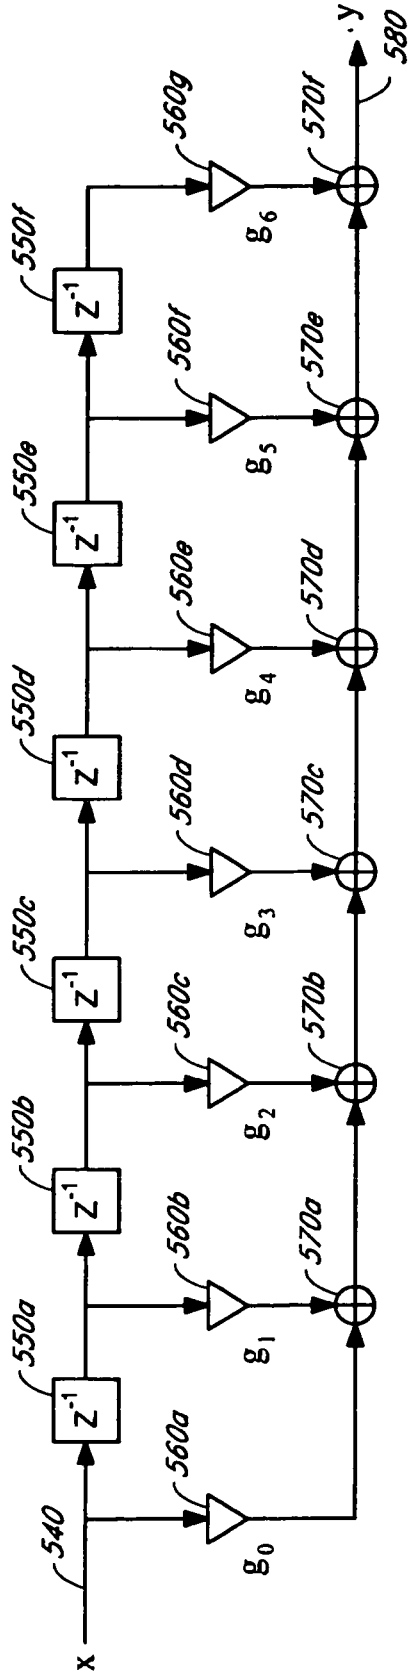 x
540
550a
550b
550c
550d
550e
550f
Z⁻¹
Z⁻¹
Z⁻¹
Z⁻¹
Z⁻¹
Z⁻¹
560a
560b
560c
560d
560e
560f
560g
g₀
g₁
g₂
g₃
g₄
g₅
g₆
570a
570b
570c
570d
570e
570f
y
580